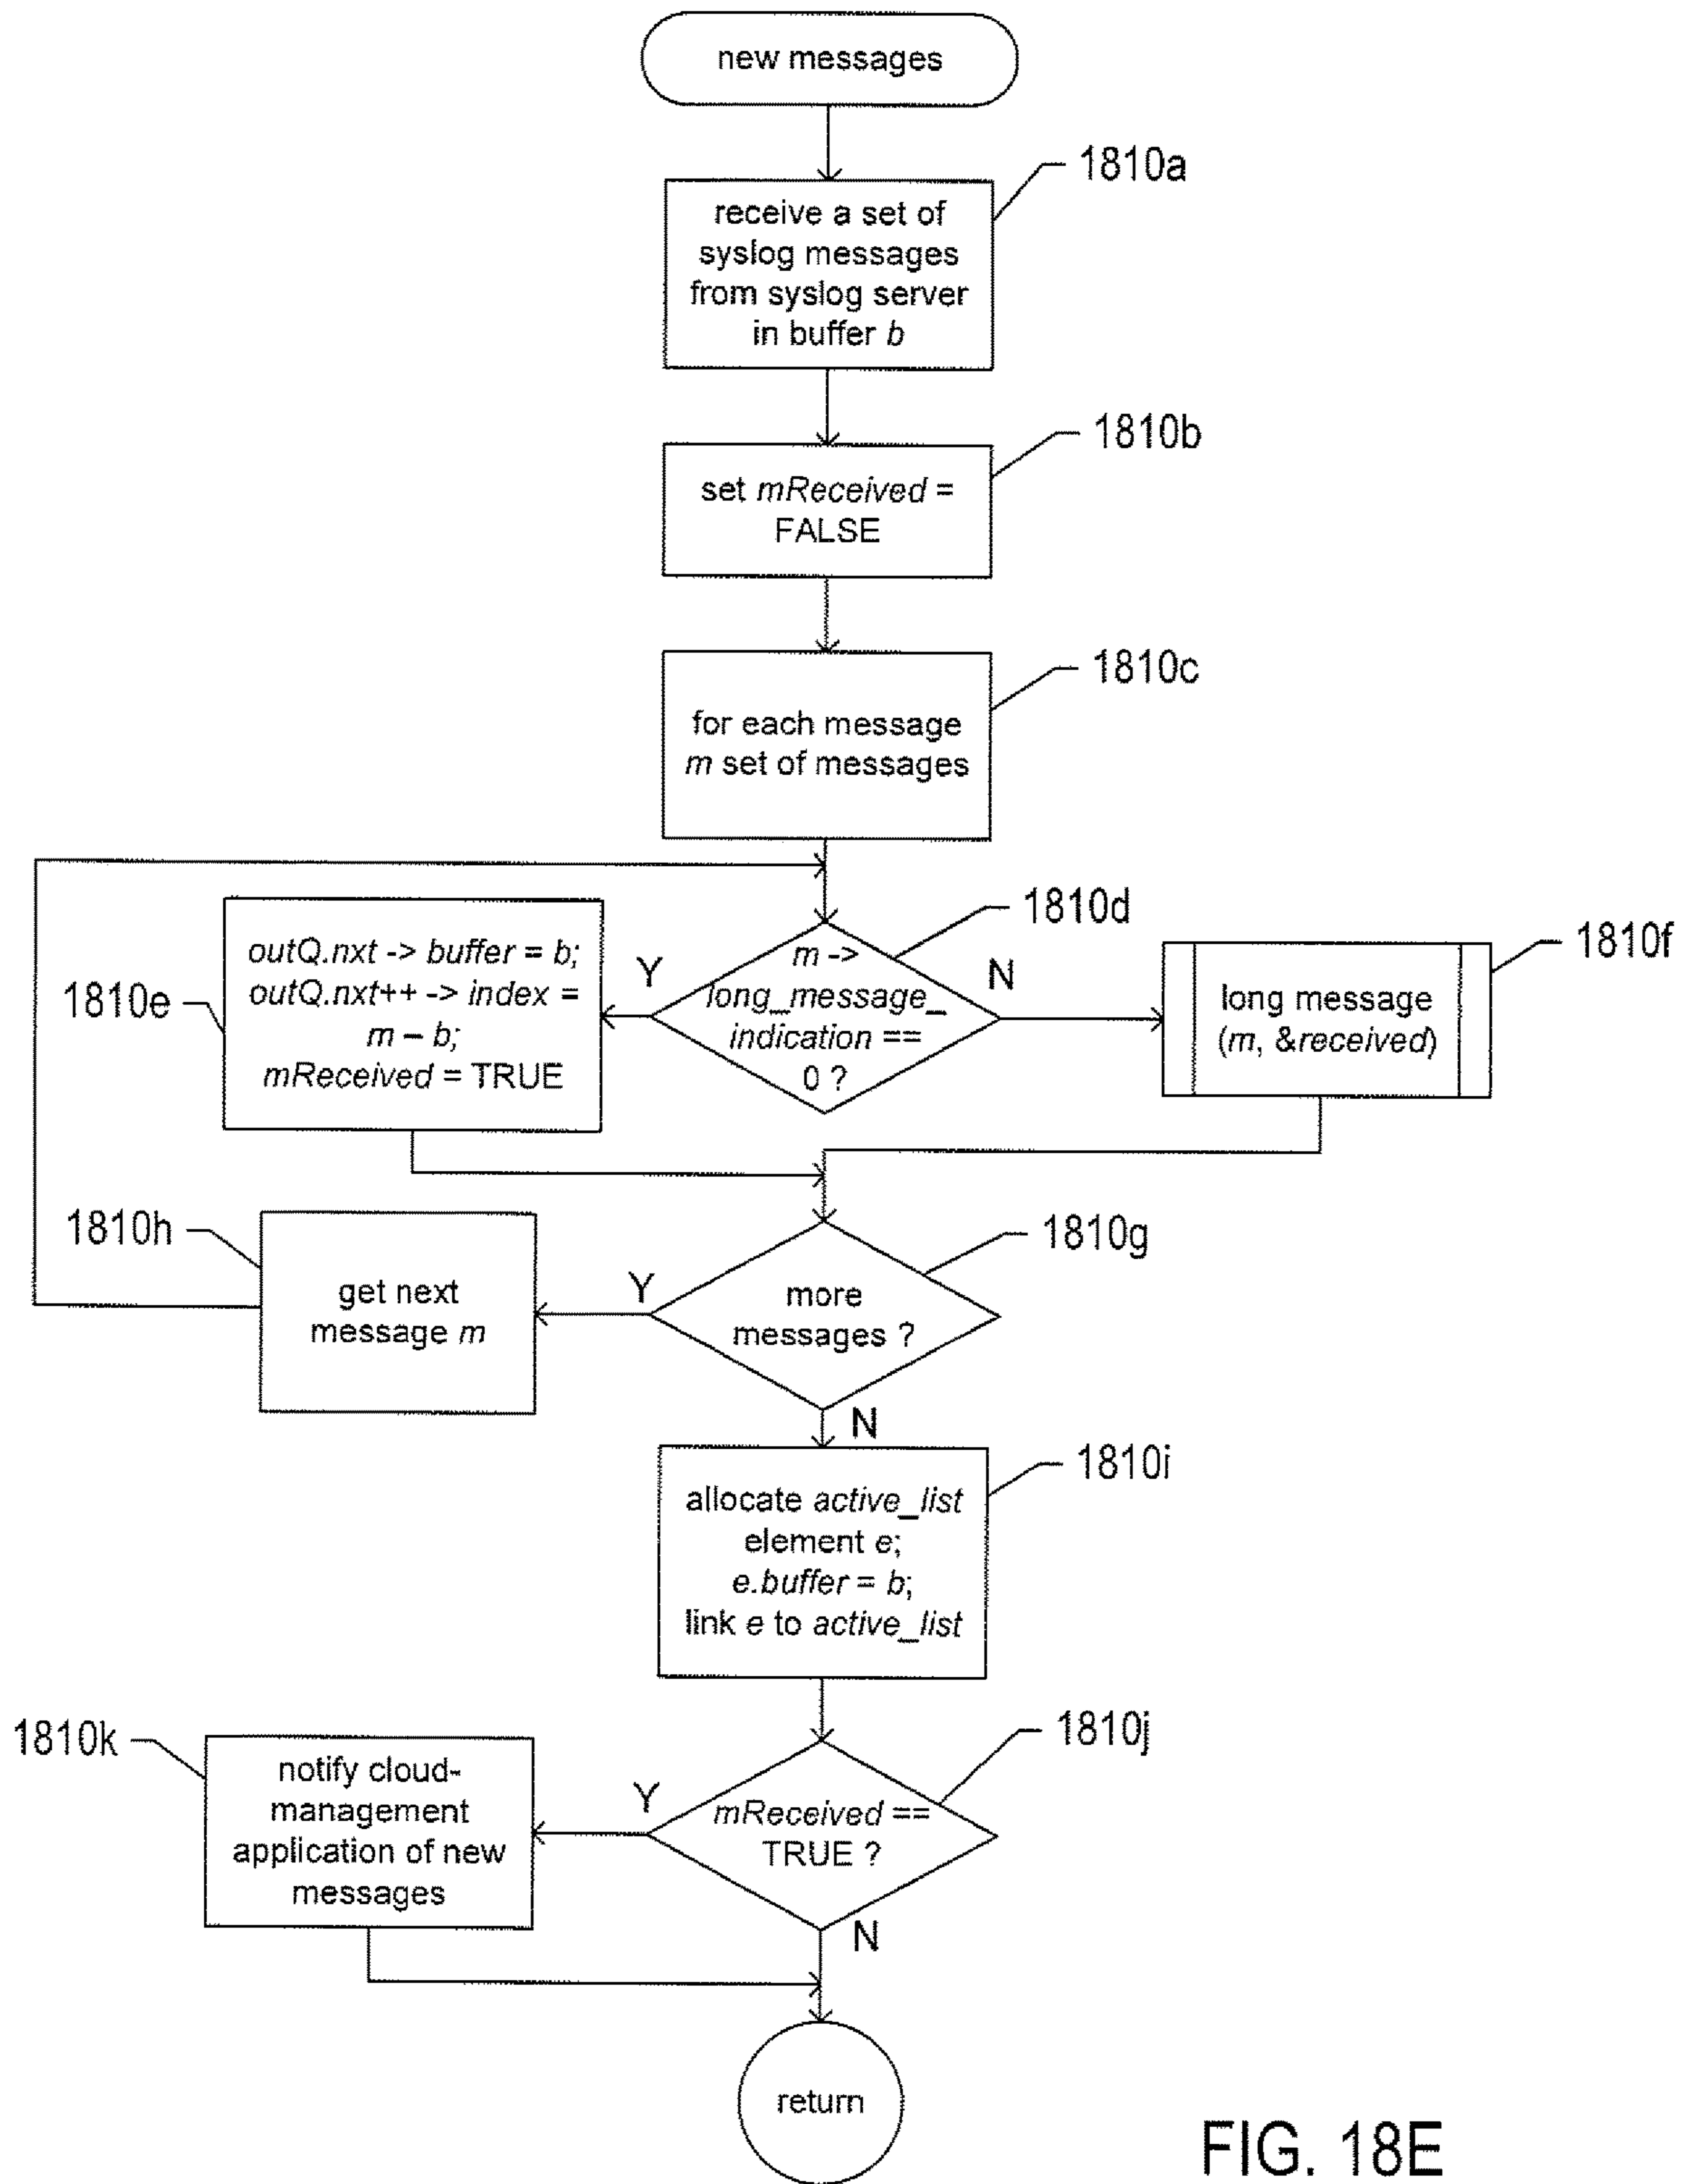 new messages
1810a
receive a set of
syslog messages
from syslog server
in buffer b
1810b
set mReceived =
FALSE
1810c
for each message
m set of messages
1810d
m ->
long_message_
indication ==
0 ?
Y
N
1810e
outQ.nxt -> buffer = b;
outQ.nxt++ -> index =
m – b;
mReceived = TRUE
1810f
long message
(m, &received)
1810g
more
messages ?
Y
N
1810h
get next
message m
1810i
allocate active_list
element e;
e.buffer = b;
link e to active_list
1810j
mReceived ==
TRUE ?
Y
N
1810k
notify cloud-
management
application of new
messages
return
FIG. 18E